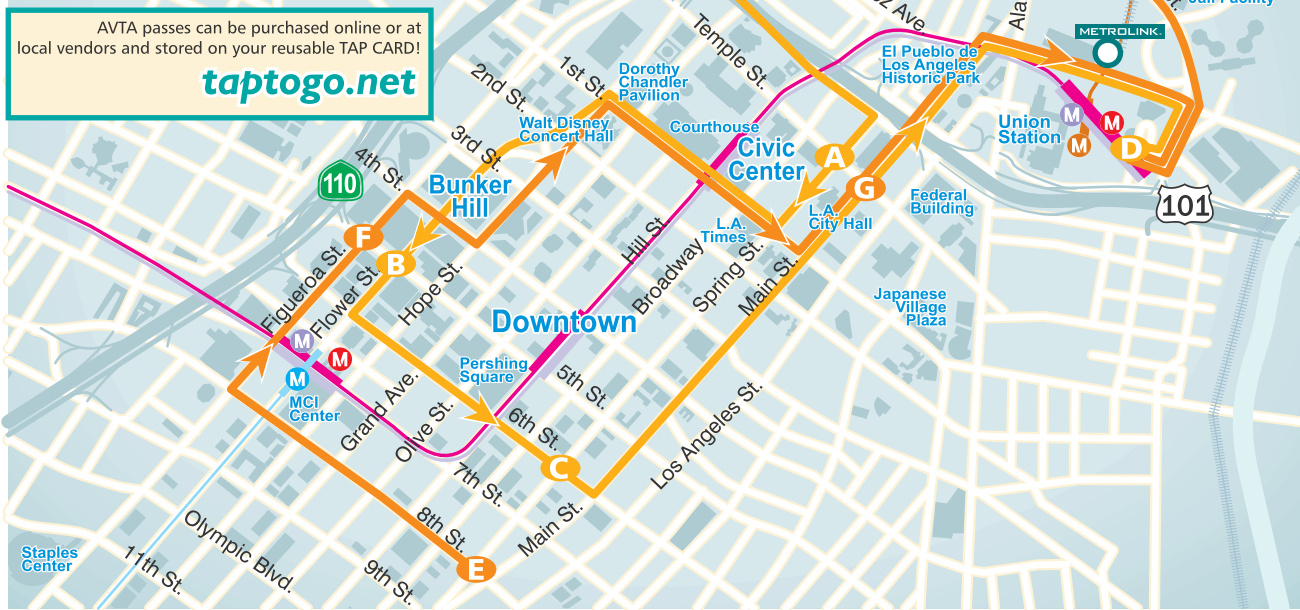 AVTA passes can be purchased online or at
local vendors and stored on your reusable TAP CARD!
taptogo.net
Temple St.
Ave.
Ala
Jail Facility
METROLINK
El Pueblo de
Los Angeles
Historic Park
1st St.
Dorothy
Chandler
Pavilion
2nd St.
Walt Disney
Concert Hall
Courthouse
Union
Station
M
M
M
D
3rd St.
Civic
Center
A
4th St.
110
Bunker
Hill
G
Federal
Building
101
L.A.
Times
L.A.
City Hall
F
B
Hill St.
Broadway
Spring St.
Main St.
Figueroa St.
Flower St.
Hope St.
Japanese
Village
Plaza
Downtown
M
M
M
MCI
Center
Pershing
Square
5th St.
Grand Ave.
Olive St.
6th St.
Los Angeles St.
C
7th St.
8th St.
Main St.
E
Olympic Blvd.
Staples
Center
11th St.
9th St.